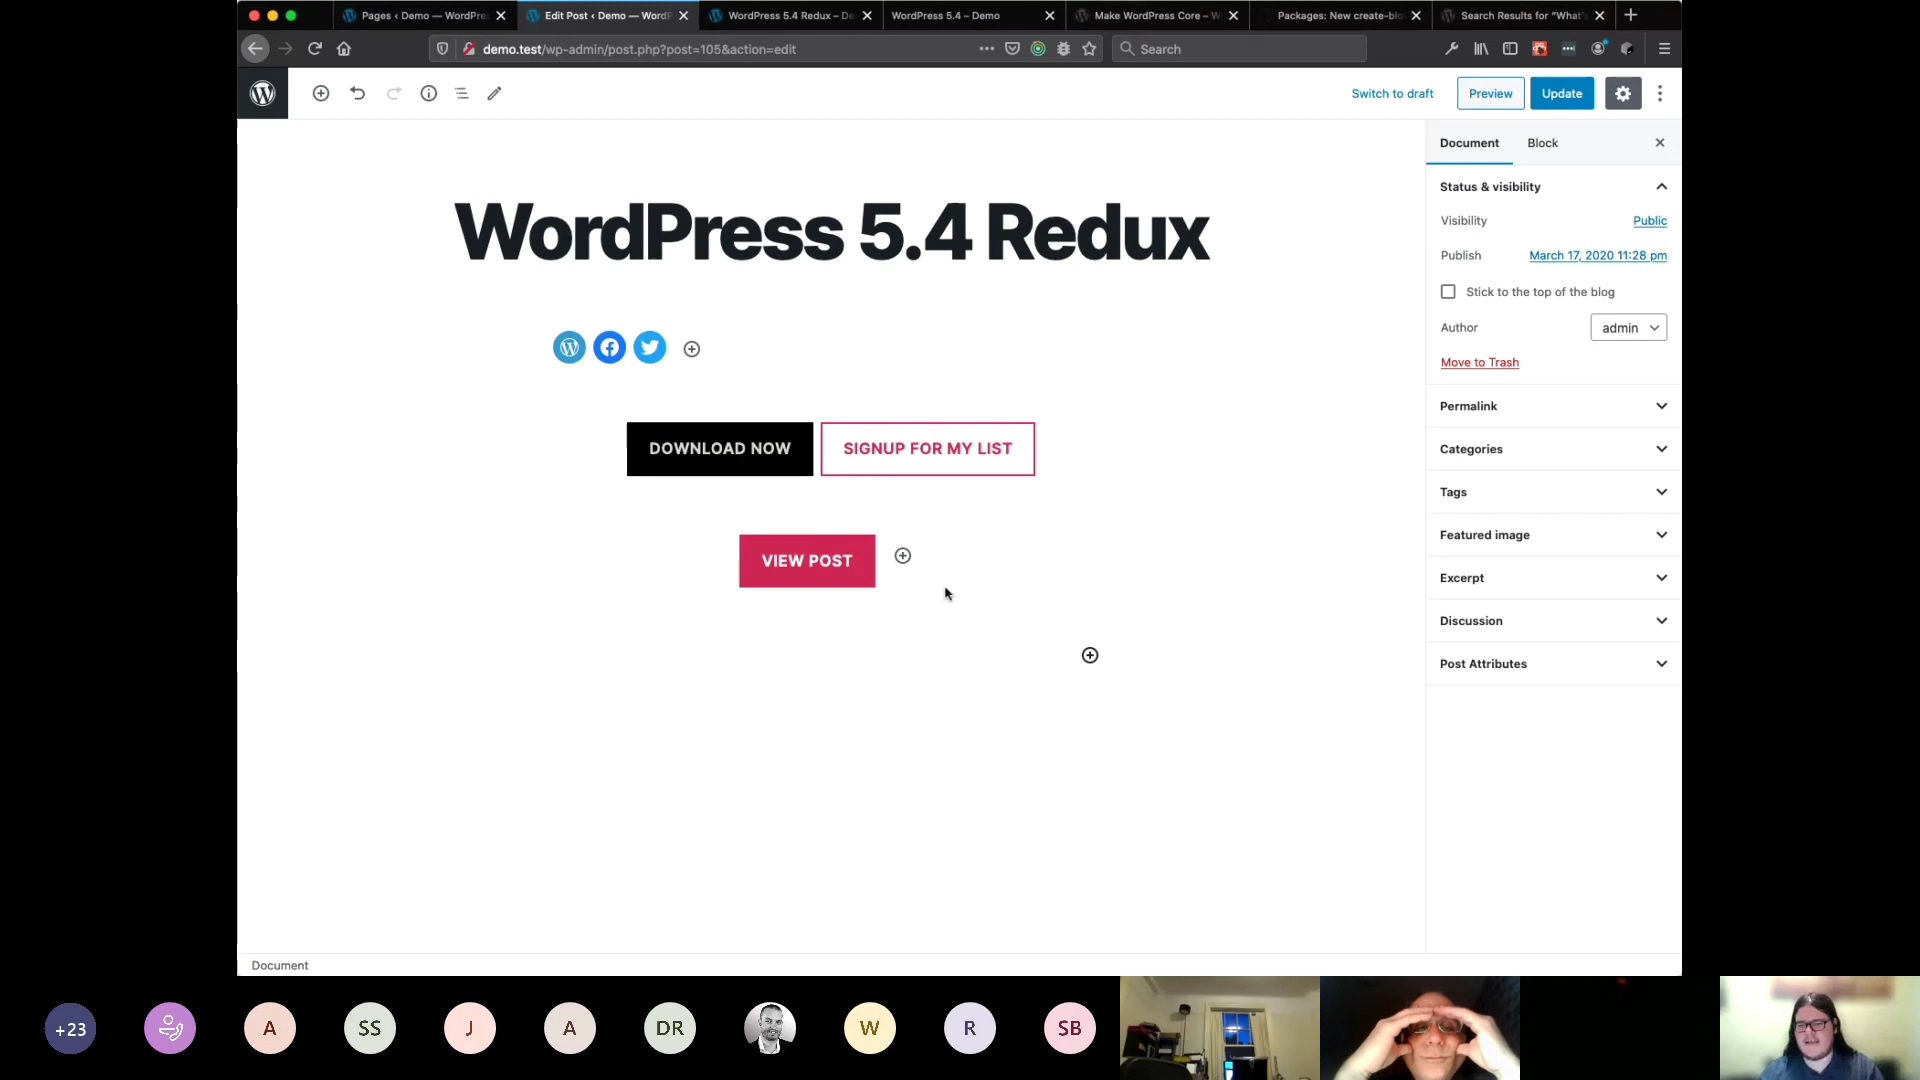 Pages ‹ Demo — WordPre
Edit Post ‹ Demo — WordP
WordPress 5.4 Redux – De
WordPress 5.4 – Demo
Make WordPress Core – W
Packages: New create-blo
Search Results for “What’s
demo.test/wp-admin/post.php?post=105&action=edit
Search
Switch to draft
Preview
Update
Document
Block
WordPress 5.4 Redux
DOWNLOAD NOW
SIGNUP FOR MY LIST
VIEW POST
Status & visibility
Visibility
Public
Publish
March 17, 2020 11:28 pm
Stick to the top of the blog
Author
admin
Move to Trash
Permalink
Categories
Tags
Featured image
Excerpt
Discussion
Post Attributes
Document
+23
A
SS
J
A
DR
W
R
SB